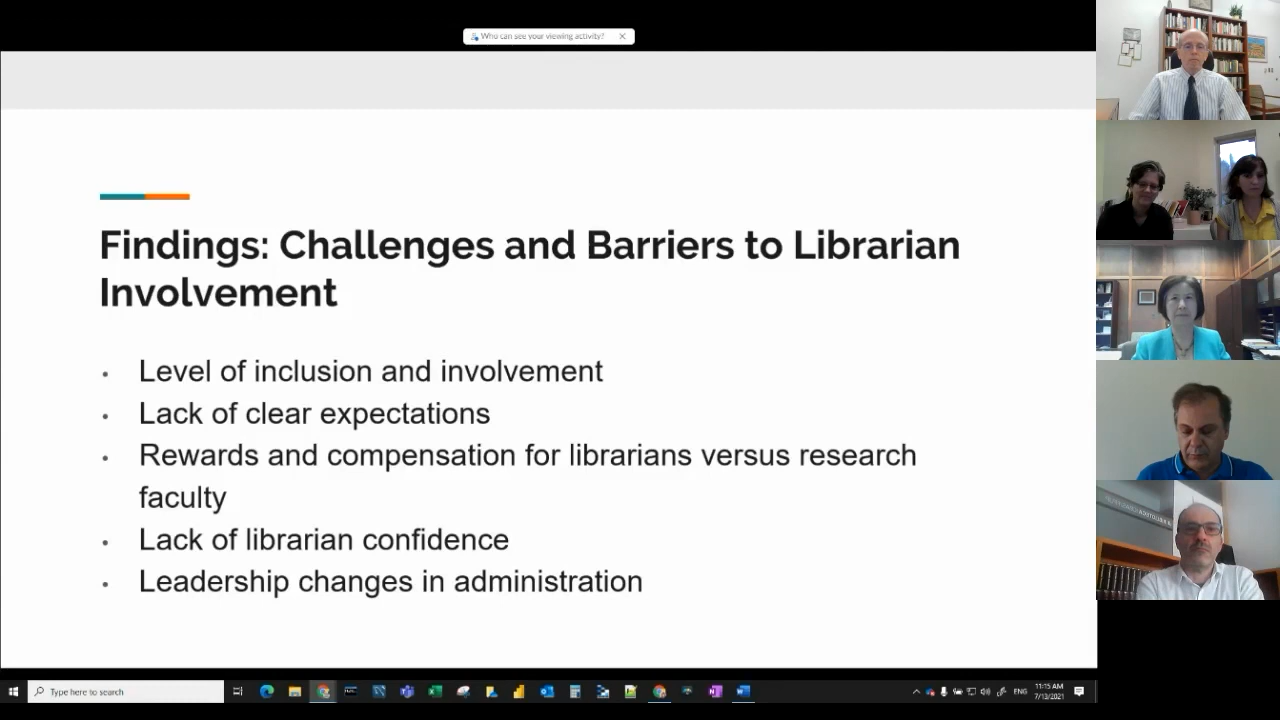 Who can see your viewing activity?
Findings: Challenges and Barriers to Librarian
Involvement
• Level of inclusion and involvement
• Lack of clear expectations
• Rewards and compensation for librarians versus research
faculty
• Lack of librarian confidence
• Leadership changes in administration
Type here to search
ENG
11:15 AM
7/13/2021